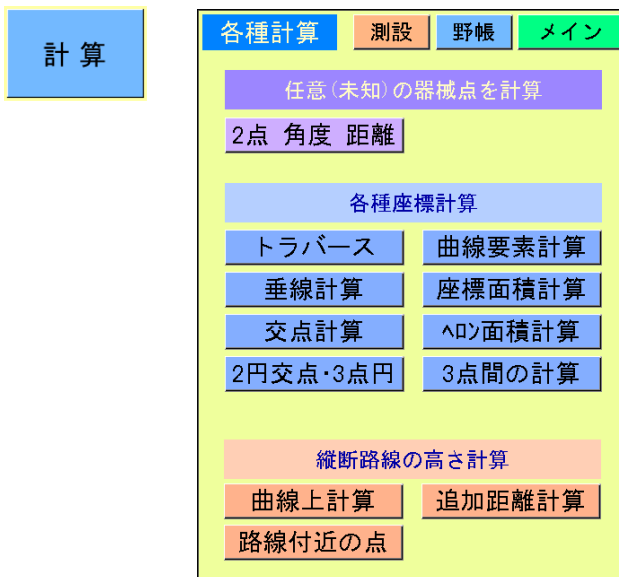 計 算
各種計算 測設 野帳 メイン
任意(未知)の器械点を計算
2点 角度 距離
各種座標計算
トラバース 曲線要素計算
垂線計算 座標面積計算
交点計算 ﾍﾛﾝ面積計算
2円交点･3点円 3点間の計算
縦断路線の高さ計算
曲線上計算 追加距離計算
路線付近の点